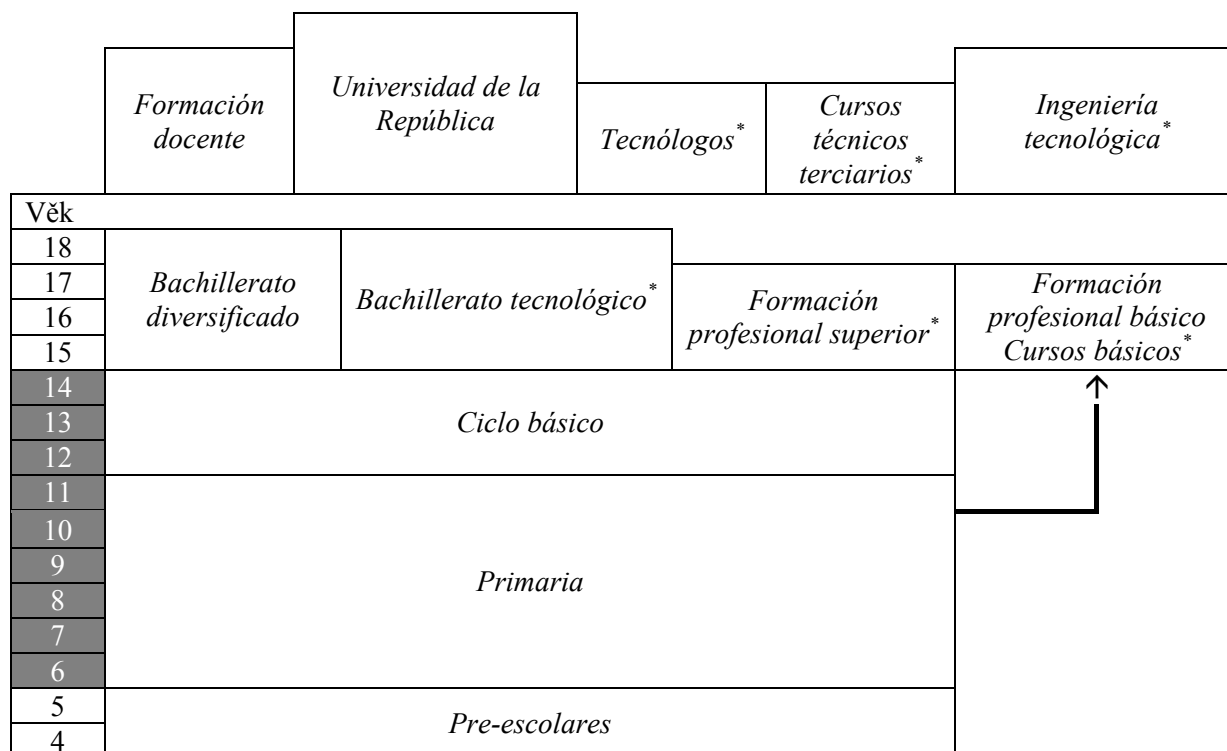 Formación
docente
Universidad de la
República
Tecnólogos*
Cursos
técnicos
terciarios*
Ingeniería
tecnológica*
Věk
18
17
16
15
Bachillerato
diversificado
Bachillerato tecnológico*
Formación
profesional superior*
Formación
profesional básico
Cursos básicos*
14
13
12
Ciclo básico
11
10
9
8
7
6
Primaria
5
4
Pre-escolares